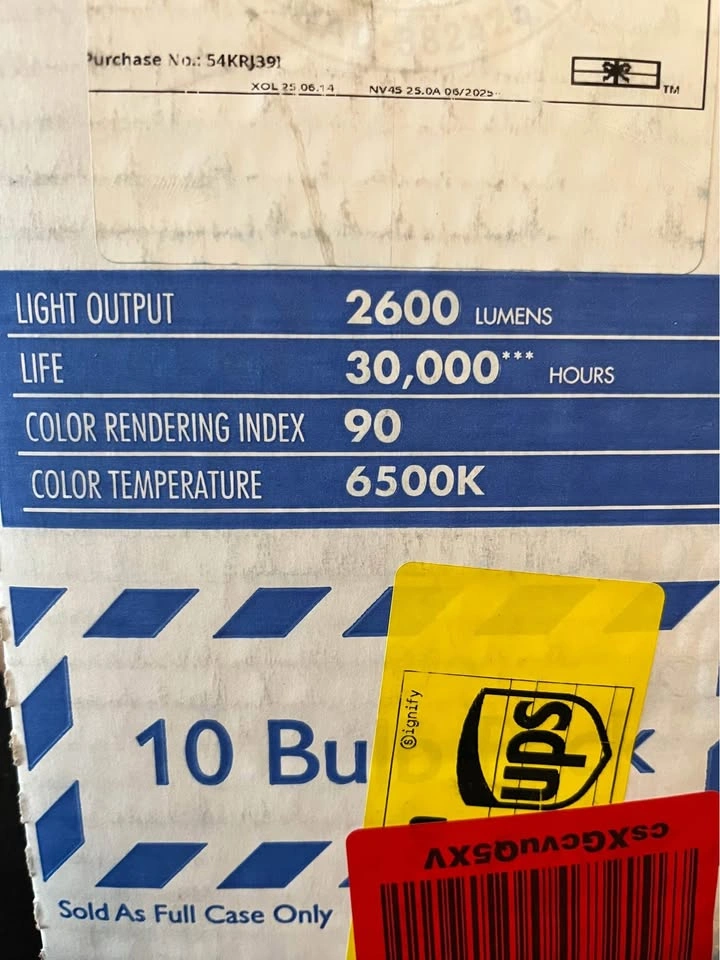 Purchase No.: 54KRJ391
XOL 25.06.14 NV45 25.0A 06/2025
TM
LIGHT OUTPUT 2600 LUMENS
LIFE 30,000*** HOURS
COLOR RENDERING INDEX 90
COLOR TEMPERATURE 6500K
10 Bulb
Signify
ups
csXGcvuQ5XV
Sold As Full Case Only